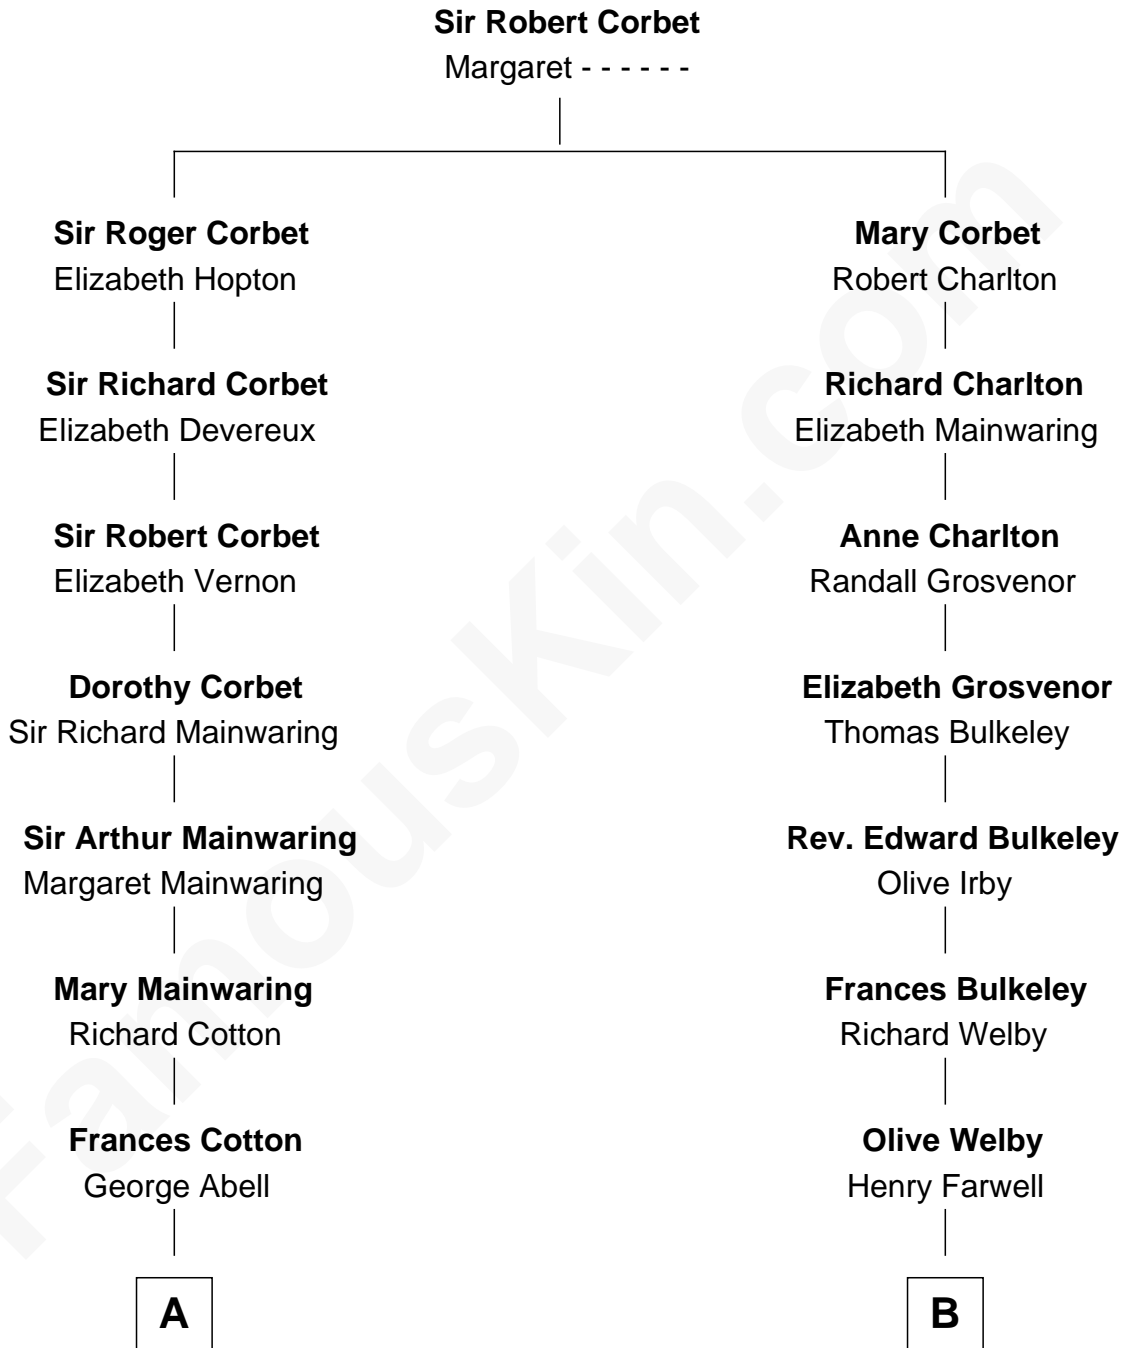 Sir Robert Corbet
Margaret - - - - - -
Sir Roger Corbet
Elizabeth Hopton
Sir Richard Corbet
Elizabeth Devereux
Sir Robert Corbet
Elizabeth Vernon
Dorothy Corbet
Sir Richard Mainwaring
Sir Arthur Mainwaring
Margaret Mainwaring
Mary Mainwaring
Richard Cotton
Frances Cotton
George Abell
A
Mary Corbet
Robert Charlton
Richard Charlton
Elizabeth Mainwaring
Anne Charlton
Randall Grosvenor
Elizabeth Grosvenor
Thomas Bulkeley
Rev. Edward Bulkeley
Olive Irby
Frances Bulkeley
Richard Welby
Olive Welby
Henry Farwell
B
FamousKin.com